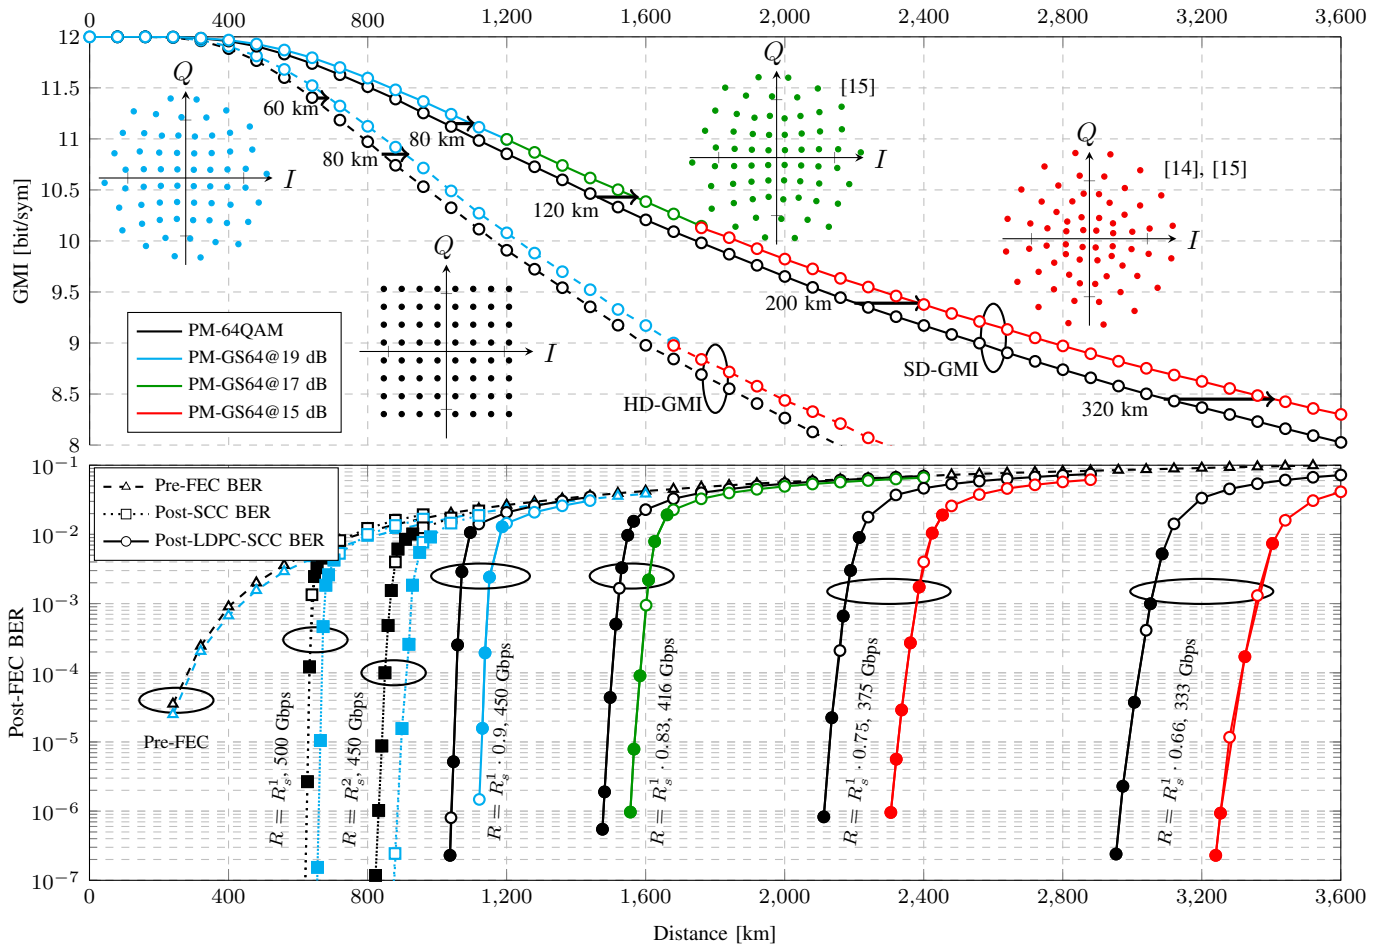 0 400 800 1,200 1,600 2,000 2,400 2,800 3,200 3,600
12
11.5
11
10.5
10
9.5
9
8.5
8
GMI [bit/sym]
Q
I
Q
I
[15]
Q
I
[14], [15]
Q
I
60 km
80 km
80 km
120 km
200 km
320 km
HD-GMI
SD-GMI
PM-64QAM
PM-GS64@19 dB
PM-GS64@17 dB
PM-GS64@15 dB
10−1
10−2
10−3
10−4
10−5
10−6
10−7
Post-FEC BER
Pre-FEC BER
Post-SCC BER
Post-LDPC-SCC BER
Pre-FEC
R = R_s^1, 500 Gbps
R = R_s^2, 450 Gbps
R = R_s^1 · 0.9, 450 Gbps
R = R_s^1 · 0.83, 416 Gbps
R = R_s^1 · 0.75, 375 Gbps
R = R_s^1 · 0.66, 333 Gbps
0 400 800 1,200 1,600 2,000 2,400 2,800 3,200 3,600
Distance [km]